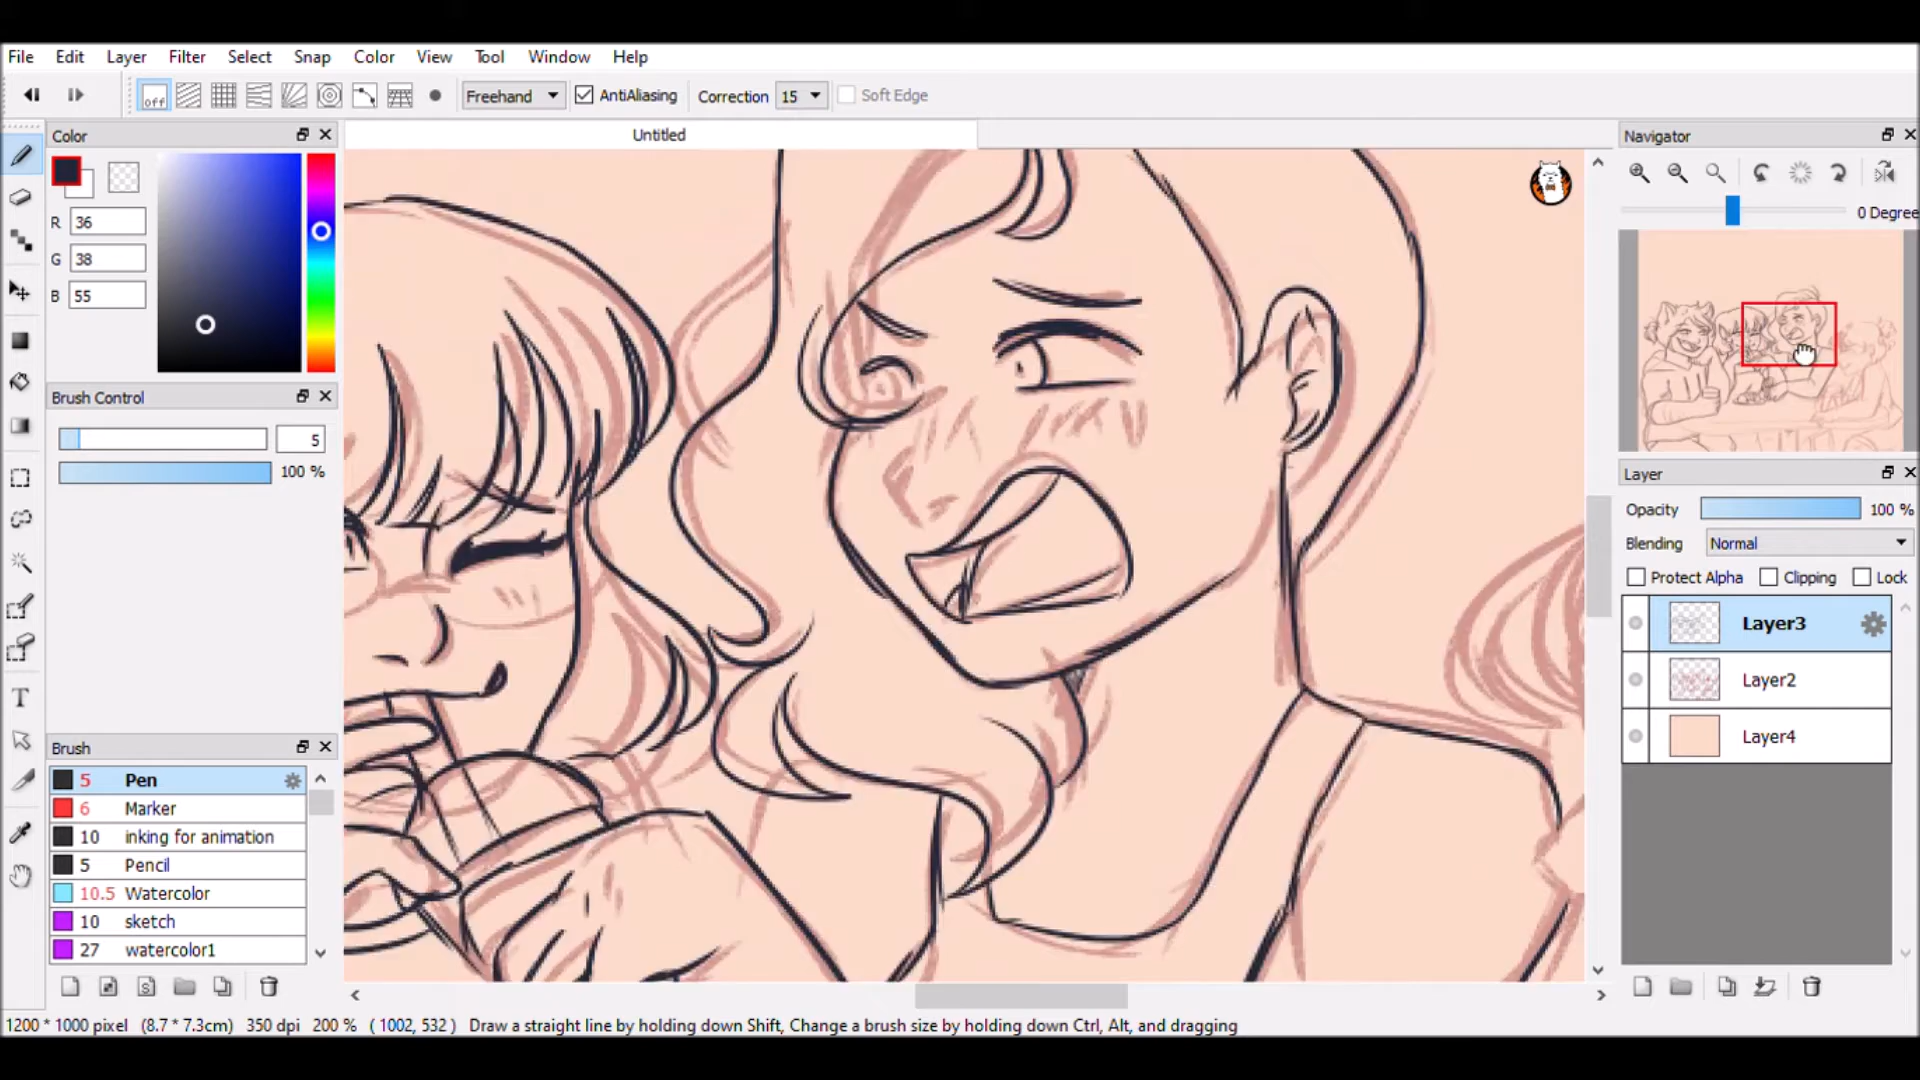 File Edit Layer Filter Select Snap Color View Tool Window Help
off Freehand AntiAliasing Correction 15 Soft Edge
Color
Untitled
Navigator
R 36
G 38
B 55
0 Degree
Brush Control
5
100 %
Layer
Opacity 100 %
Blending Normal
Protect Alpha Clipping Lock
Layer3
Layer2
Layer4
Brush
5 Pen
6 Marker
10 inking for animation
5 Pencil
10.5 Watercolor
10 sketch
27 watercolor1
S
T
1200 * 1000 pixel (8.7 * 7.3cm) 350 dpi 200 % ( 1002, 532 ) Draw a straight line by holding down Shift, Change a brush size by holding down Ctrl, Alt, and dragging